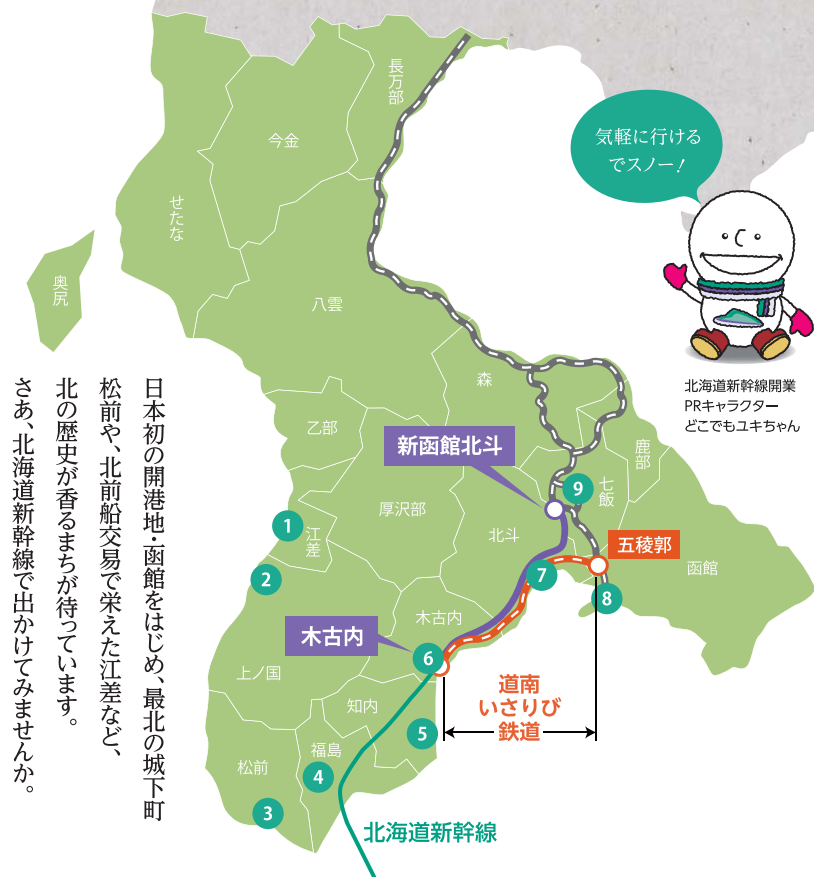 気軽に行ける
でスノー!
北海道新幹線開業
PRキャラクター
どこでもユキちゃん
長万部
今金
せたな
奥尻
八雲
森
乙部
新函館北斗
鹿部
七飯
9
厚沢部
1
江差
北斗
五稜郭
函館
2
7
8
木古内
木古内
6
上ノ国
道南
いさりび
鉄道
知内
5
福島
4
松前
3
北海道新幹線
日本初の開港地・函館をはじめ、最北の城下町
松前や、北前船交易で栄えた江差など、
北の歴史が香るまちが待っています。
さあ、北海道新幹線で出かけてみませんか。